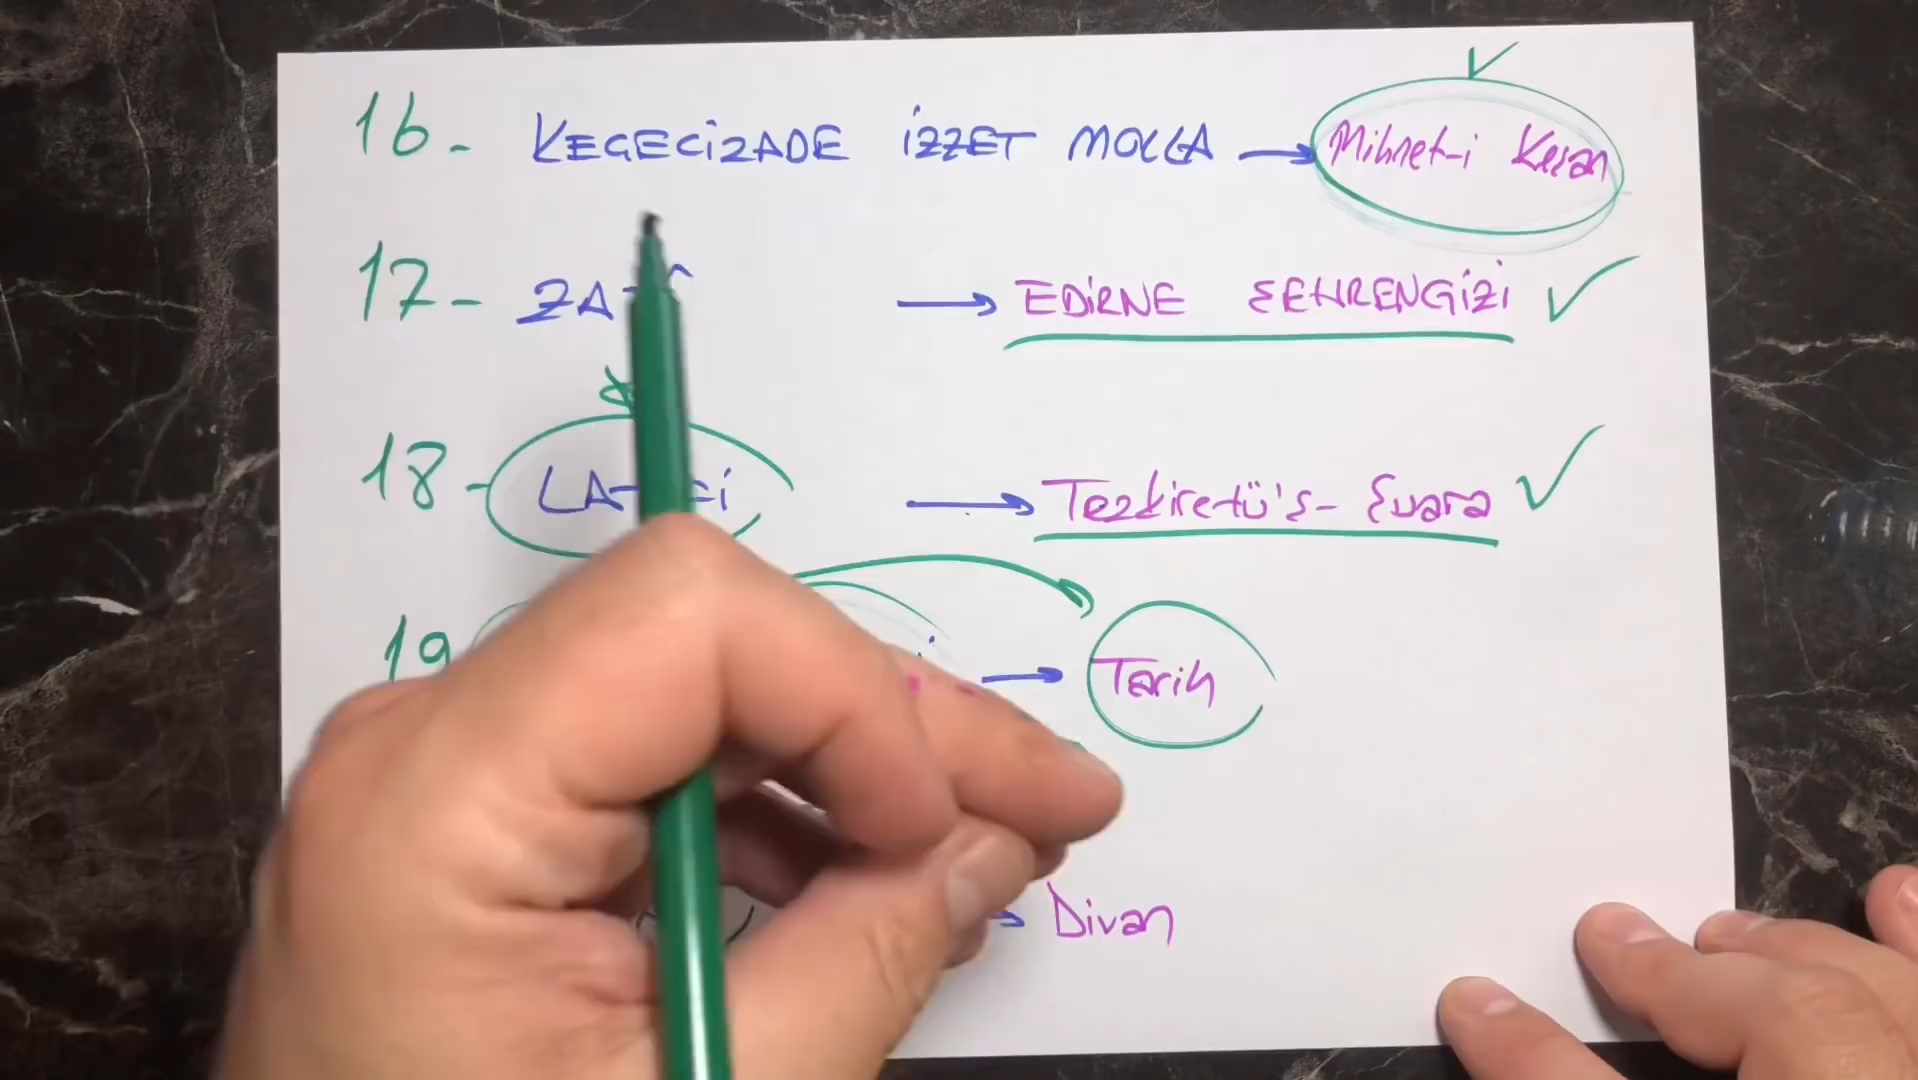 16- KEÇECİZADE İZZET MOLLA → Mihnet-i Keşan
17- → EDİRNE ŞEHRENGİZİ
18- → Tezkiretü'ş-Şuara
19 → Tarih
Divan